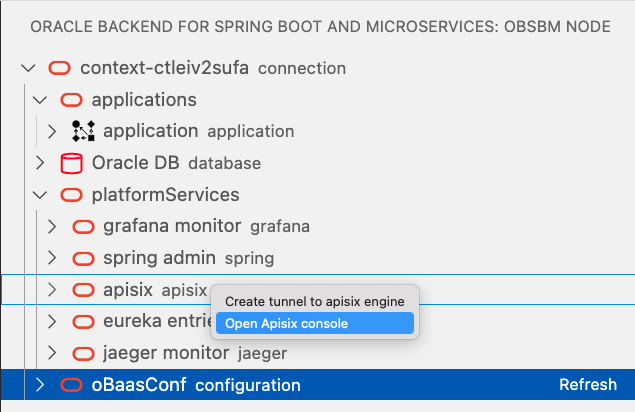 ORACLE BACKEND FOR SPRING BOOT AND MICROSERVICES: OBSBM NODE
context-ctleiv2sufa connection
applications
application application
Oracle DB database
platformServices
grafana monitor grafana
spring admin spring
apisix apisix
Create tunnel to apisix engine
Open Apisix console
eureka entrie
jaeger monitor jaeger
oBaasConf configuration Refresh